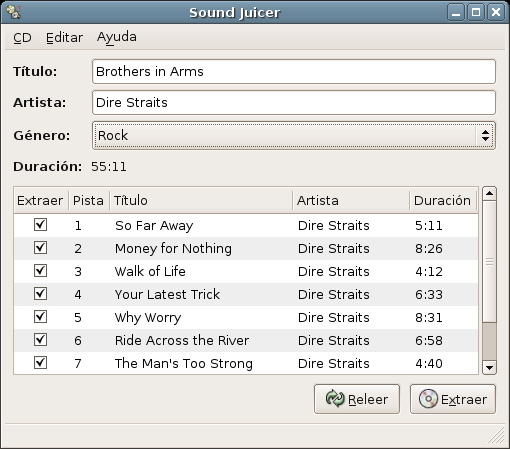 Sound Juicer
CD Editar Ayuda
Título: Brothers in Arms
Artista: Dire Straits
Género: Rock
Duración: 55:11
Extraer Pista Título Artista Duración
1 So Far Away Dire Straits 5:11
2 Money for Nothing Dire Straits 8:26
3 Walk of Life Dire Straits 4:12
4 Your Latest Trick Dire Straits 6:33
5 Why Worry Dire Straits 8:31
6 Ride Across the River Dire Straits 6:58
7 The Man's Too Strong Dire Straits 4:40
Releer Extraer